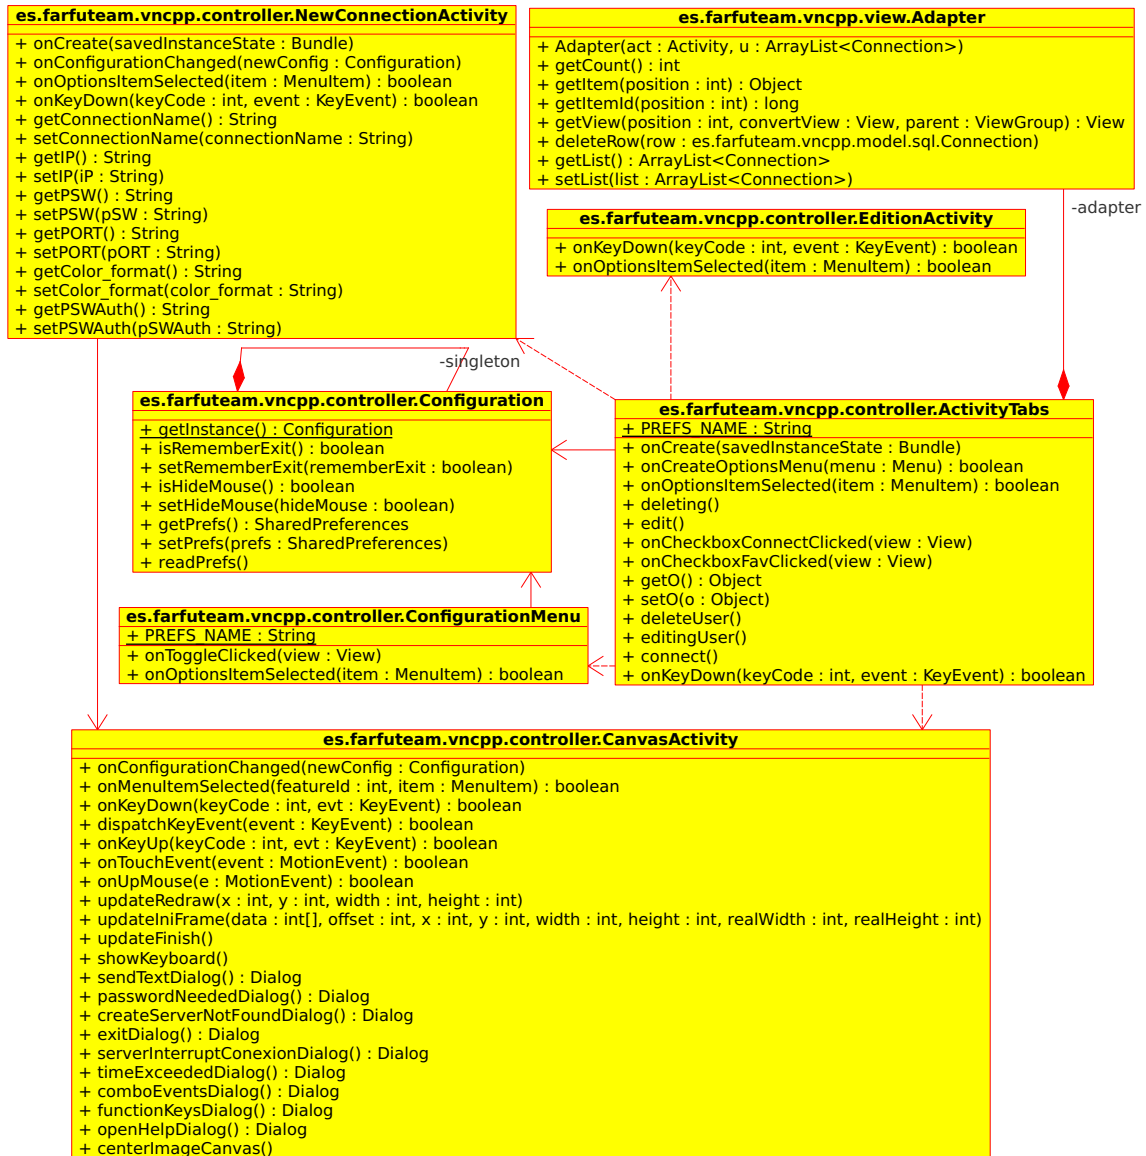 es.farfuteam.vncpp.controller.NewConnectionActivity
+ onCreate(savedInstanceState : Bundle)
+ onConfigurationChanged(newConfig : Configuration)
+ onOptionsItemSelected(item : MenuItem) : boolean
+ onKeyDown(keyCode : int, event : KeyEvent) : boolean
+ getConnectionName() : String
+ setConnectionName(connectionName : String)
+ getIP() : String
+ setIP(iP : String)
+ getPSW() : String
+ setPSW(pSW : String)
+ getPORT() : String
+ setPORT(pORT : String)
+ getColor_format() : String
+ setColor_format(color_format : String)
+ getPSWAuth() : String
+ setPSWAuth(pSWAuth : String)
es.farfuteam.vncpp.view.Adapter
+ Adapter(act : Activity, u : ArrayList<Connection>)
+ getCount() : int
+ getItem(position : int) : Object
+ getItemId(position : int) : long
+ getView(position : int, convertView : View, parent : ViewGroup) : View
+ deleteRow(row : es.farfuteam.vncpp.model.sql.Connection)
+ getList() : ArrayList<Connection>
+ setList(list : ArrayList<Connection>)
-adapter
es.farfuteam.vncpp.controller.EditionActivity
+ onKeyDown(keyCode : int, event : KeyEvent) : boolean
+ onOptionsItemSelected(item : MenuItem) : boolean
-singleton
es.farfuteam.vncpp.controller.Configuration
+ getInstance() : Configuration
+ isRememberExit() : boolean
+ setRememberExit(rememberExit : boolean)
+ isHideMouse() : boolean
+ setHideMouse(hideMouse : boolean)
+ getPrefs() : SharedPreferences
+ setPrefs(prefs : SharedPreferences)
+ readPrefs()
es.farfuteam.vncpp.controller.ActivityTabs
+ PREFS_NAME : String
+ onCreate(savedInstanceState : Bundle)
+ onCreateOptionsMenu(menu : Menu) : boolean
+ onOptionsItemSelected(item : MenuItem) : boolean
+ deleting()
+ edit()
+ onCheckboxConnectClicked(view : View)
+ onCheckboxFavClicked(view : View)
+ getO() : Object
+ setO(o : Object)
+ deleteUser()
+ editingUser()
+ connect()
+ onKeyDown(keyCode : int, event : KeyEvent) : boolean
es.farfuteam.vncpp.controller.ConfigurationMenu
+ PREFS_NAME : String
+ onToggleClicked(view : View)
+ onOptionsItemSelected(item : MenuItem) : boolean
es.farfuteam.vncpp.controller.CanvasActivity
+ onConfigurationChanged(newConfig : Configuration)
+ onMenuItemSelected(featureId : int, item : MenuItem) : boolean
+ onKeyDown(keyCode : int, evt : KeyEvent) : boolean
+ dispatchKeyEvent(event : KeyEvent) : boolean
+ onKeyUp(keyCode : int, evt : KeyEvent) : boolean
+ onTouchEvent(event : MotionEvent) : boolean
+ onUpMouse(e : MotionEvent) : boolean
+ updateRedraw(x : int, y : int, width : int, height : int)
+ updateIniFrame(data : int[], offset : int, x : int, y : int, width : int, height : int, realWidth : int, realHeight : int)
+ updateFinish()
+ showKeyboard()
+ sendTextDialog() : Dialog
+ passwordNeededDialog() : Dialog
+ createServerNotFoundDialog() : Dialog
+ exitDialog() : Dialog
+ serverInterruptConexionDialog() : Dialog
+ timeExceededDialog() : Dialog
+ comboEventsDialog() : Dialog
+ functionKeysDialog() : Dialog
+ openHelpDialog() : Dialog
+ centerImageCanvas()